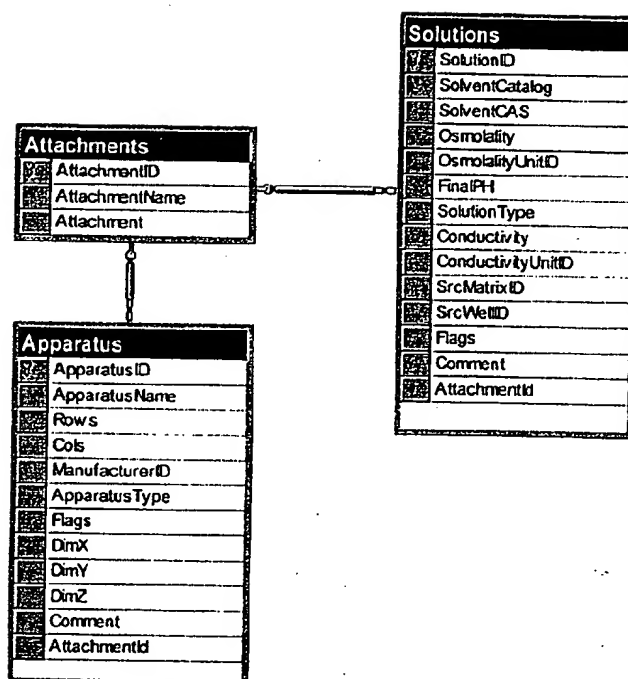 Attachments
AttachmentID
AttachmentName
Attachment
Solutions
SolutionID
SolventCatalog
SolventCAS
Osmolality
OsmolalityUnitID
FinalPH
SolutionType
Conductivity
ConductivityUnitID
SrcMatrixID
SrcWellID
Flags
Comment
AttachmentId
Apparatus
ApparatusID
ApparatusName
Rows
Cols
ManufacturerID
ApparatusType
Flags
DimX
DimY
DimZ
Comment
AttachmentId